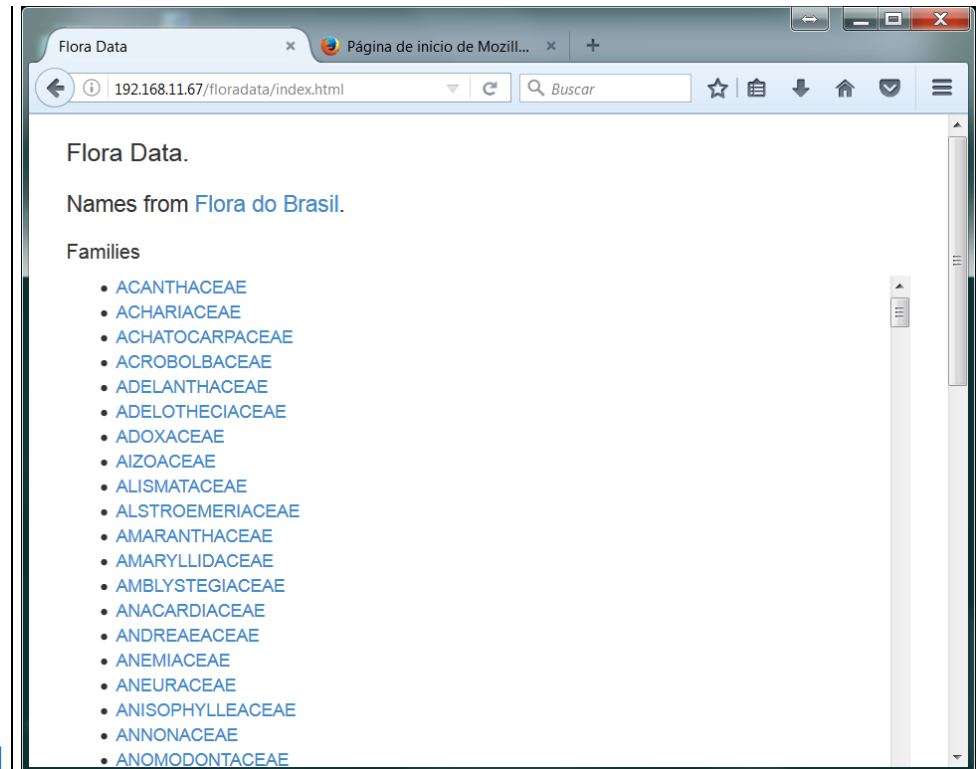 Flora Data
Página de inicio de Mozill...
192.168.11.67/floradata/index.html
Buscar
Flora Data.
Names from Flora do Brasil.
Families
ACANTHACEAE
ACHARIACEAE
ACHATOCARPACEAE
ACROBOLBACEAE
ADELANTHACEAE
ADELOTHECIACEAE
ADOXACEAE
AIZOACEAE
ALISMATACEAE
ALSTROEMERIACEAE
AMARANTHACEAE
AMARYLLIDACEAE
AMBLYSTEGIACEAE
ANACARDIACEAE
ANDREAEACEAE
ANEMIACEAE
ANEURACEAE
ANISOPHYLLEACEAE
ANNONACEAE
ANOMODONTACEAE